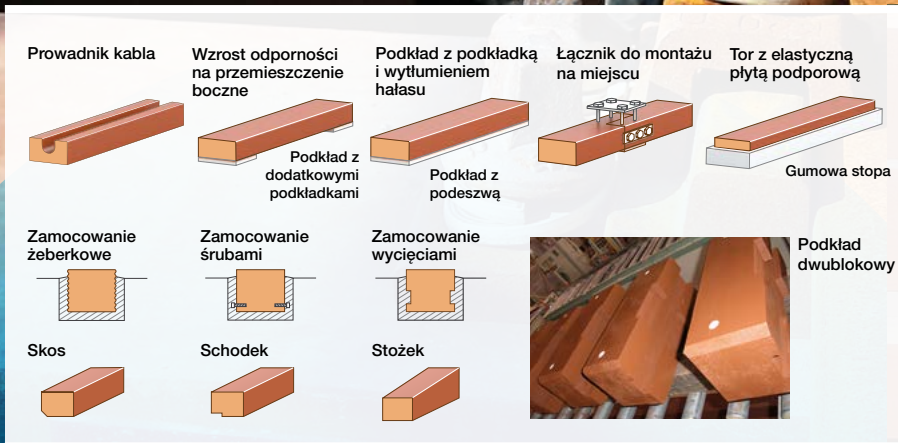 Prowadnik kabla
Wzrost odporności
na przemieszczenie
boczne
Podkład z
dodatkowymi
podkładkami
Podkład z podkładką
i wytłumieniem
hałasu
Podkład z
podeszwą
Łącznik do montażu
na miejscu
Tor z elastyczną
płytą podporową
Gumowa stopa
Zamocowanie
żeberkowe
Zamocowanie
śrubami
Zamocowanie
wycięciami
Podkład
dwublokowy
Skos
Schodek
Stożek